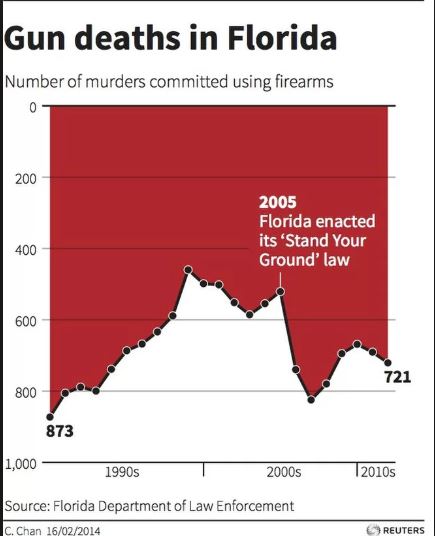 Gun deaths in Florida
Number of murders committed using firearms
0
200
400
600
800
1,000
2005
Florida enacted
its ‘Stand Your
Ground’ law
721
873
1990s
2000s
2010s
Source: Florida Department of Law Enforcement
C. Chan 16/02/2014
REUTERS